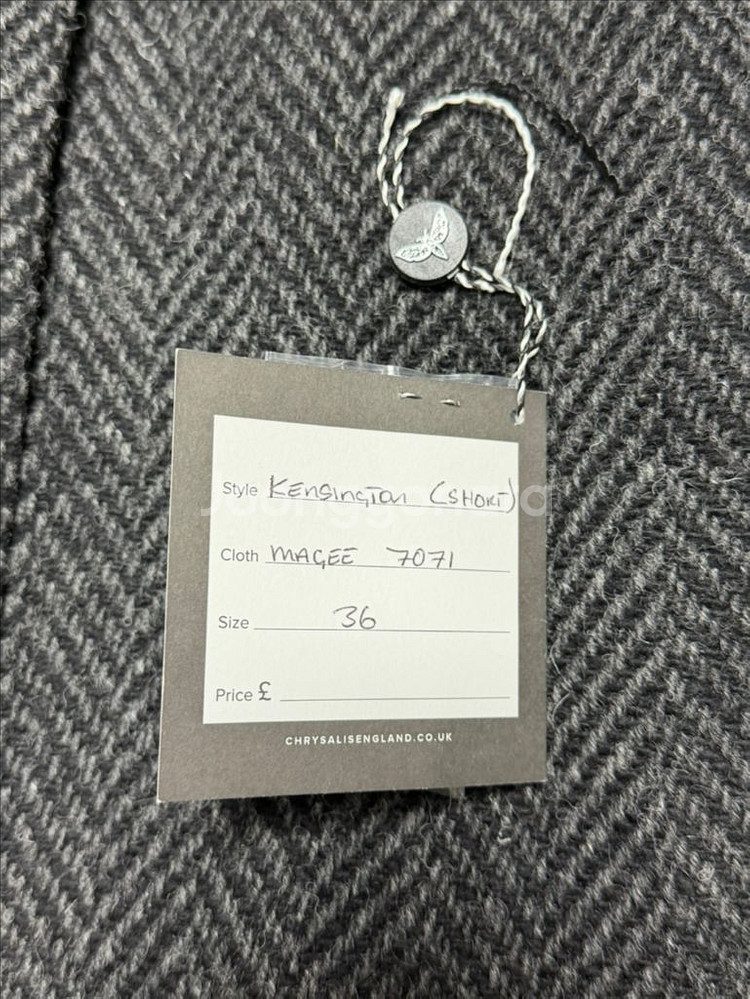 Style Kensington (SHORT)
Cloth MAGEE 7071
Size 36
Price £
CHRYSALISENGLAND.CO.UK